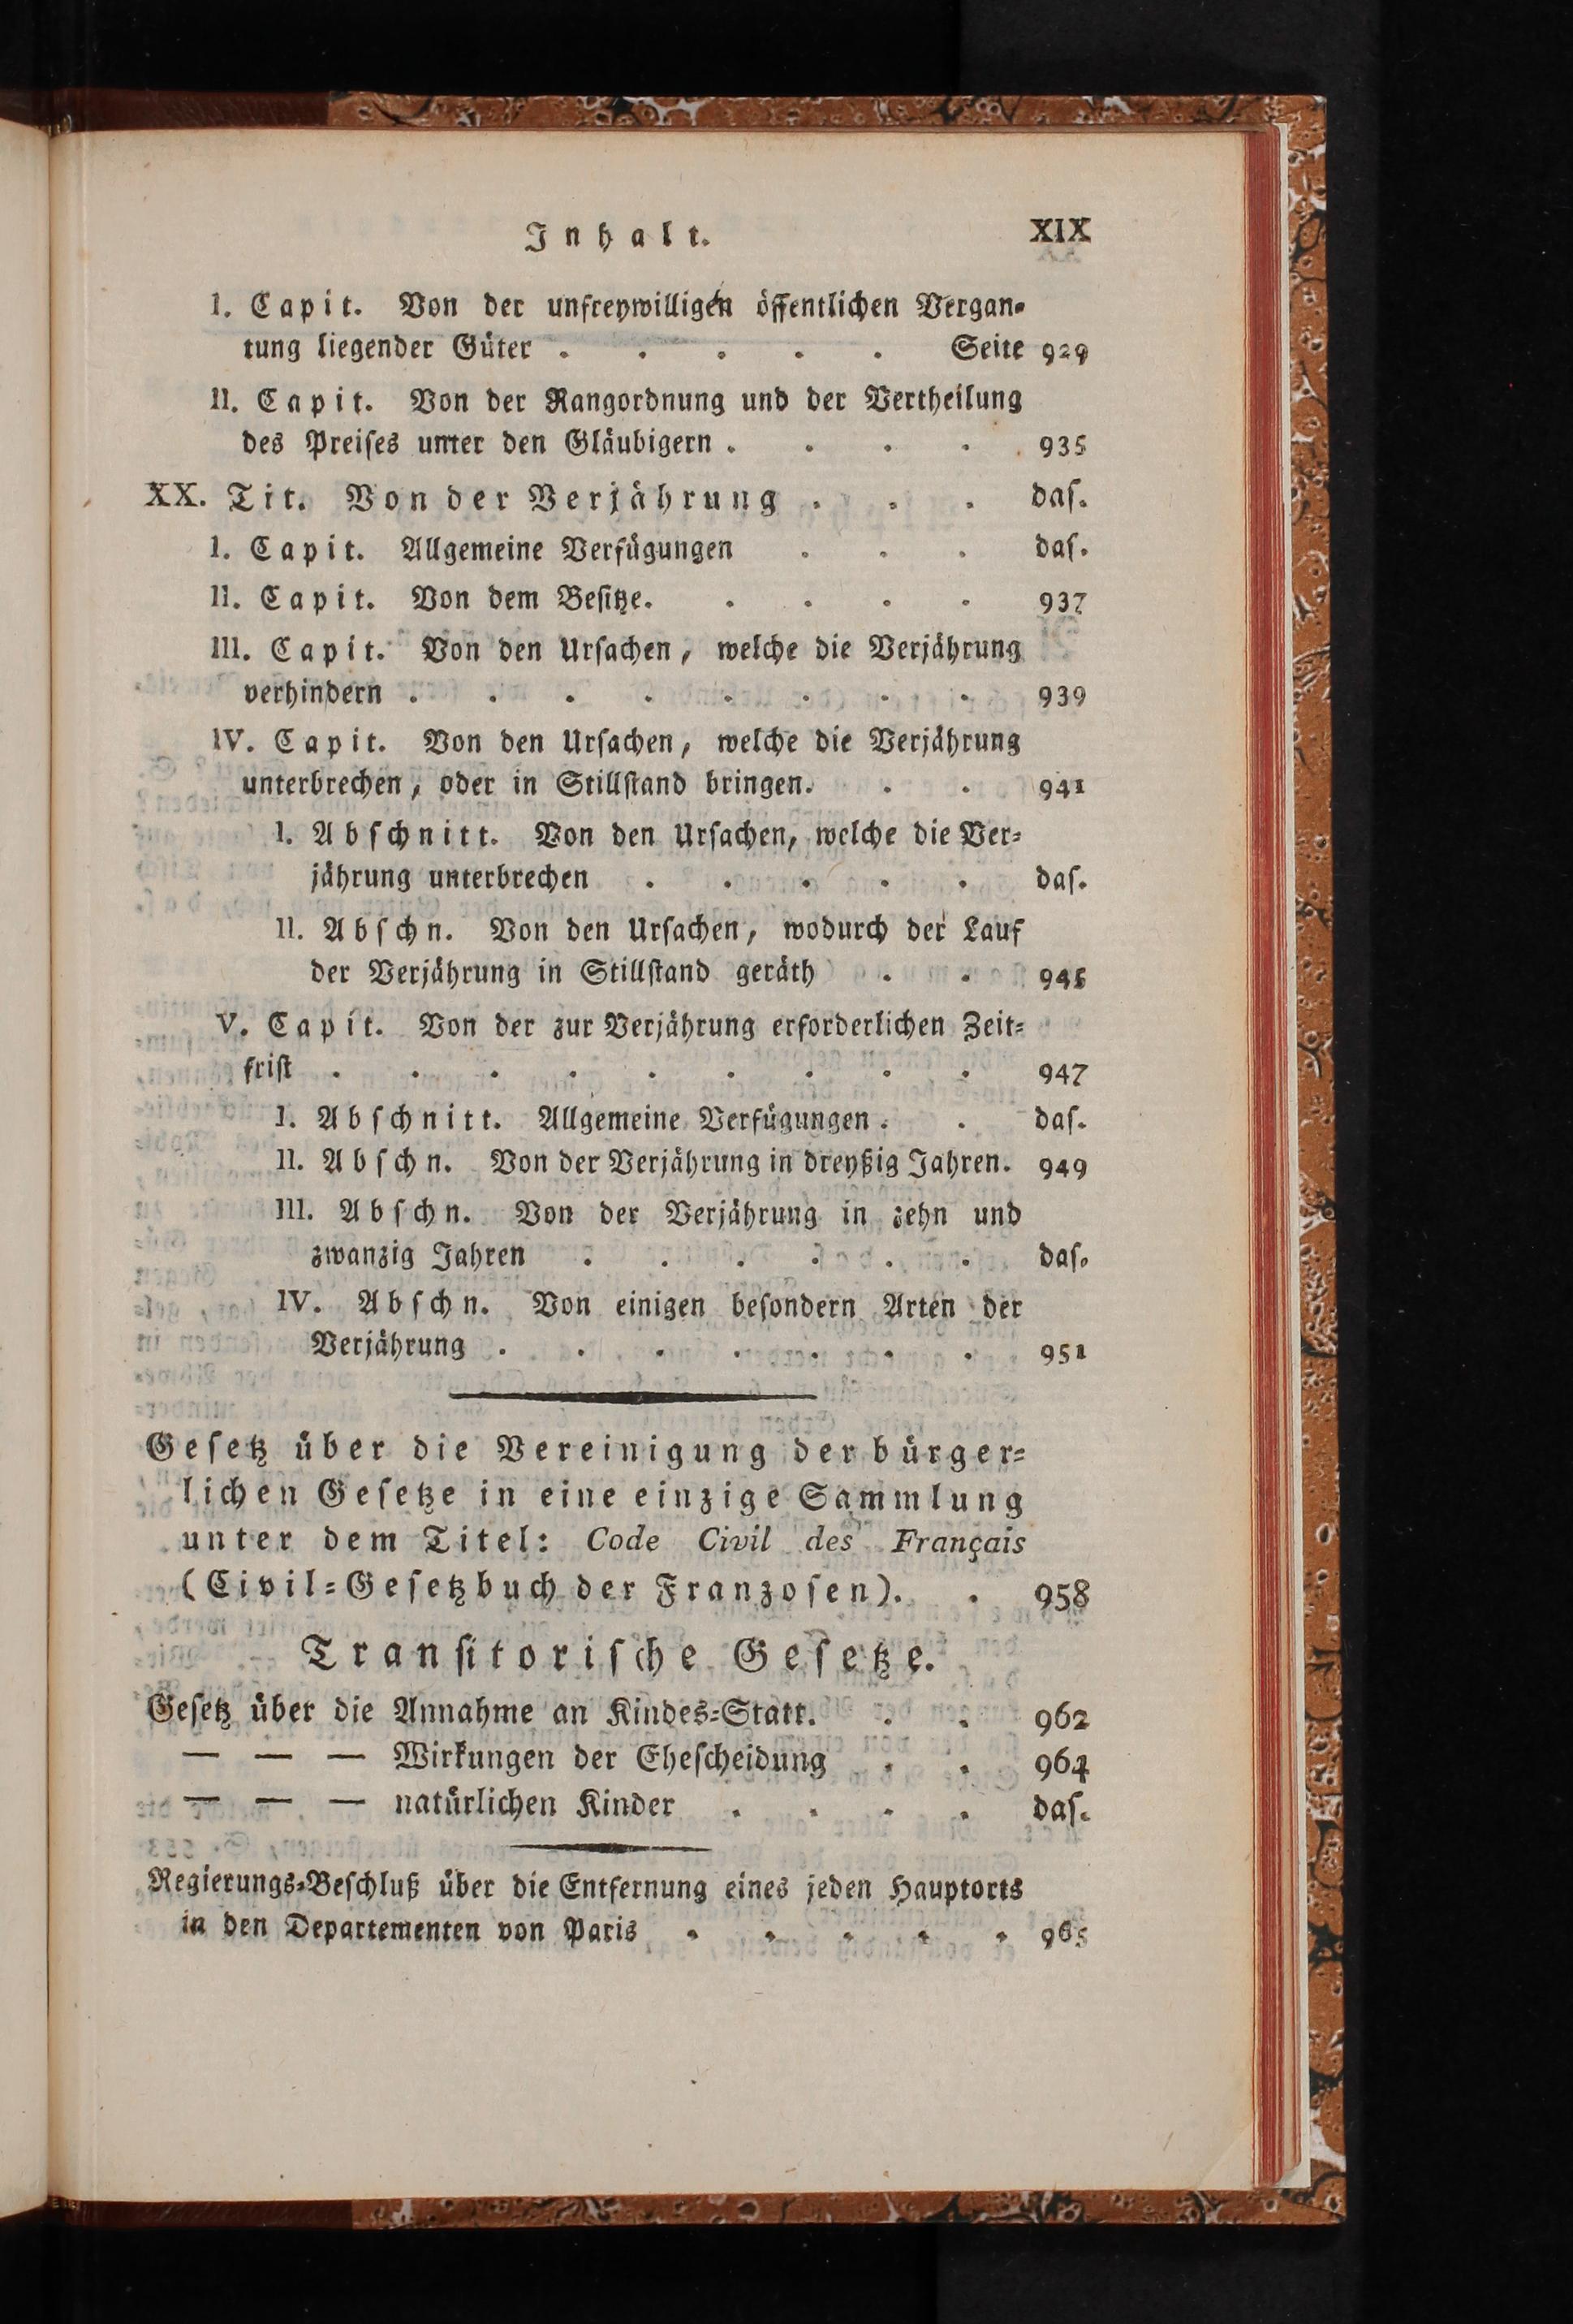 Inhalt. XIX
I. Capit. Von der unfreywilligen öffentlichen Vergan-
tung liegender Güter . . . . . Seite 929
II. Capit. Von der Rangordnung und der Vertheilung
des Preises unter den Gläubigern . . . . 935
XX. Tit. Von der Verjährung . . . das.
I. Capit. Allgemeine Verfügungen . . . das.
II. Capit. Von dem Besitze. . . . . 937
III. Capit. Von den Ursachen, welche die Verjährung
verhindern . . . . . . . . 939
IV. Capit. Von den Ursachen, welche die Verjährung
unterbrechen, oder in Stillstand bringen. . . 941
I. Abschnitt. Von den Ursachen, welche die Ver-
jährung unterbrechen . . . . . das.
II. Abschn. Von den Ursachen, wodurch der Lauf
der Verjährung in Stillstand geräth . . 945
V. Capit. Von der zur Verjährung erforderlichen Zeit-
frist . . . . . . . . . 947
I. Abschnitt. Allgemeine Verfügungen . . das.
II. Abschn. Von der Verjährung in dreyßig Jahren. 949
III. Abschn. Von der Verjährung in zehn und
zwanzig Jahren . . . . . . das.
IV. Abschn. Von einigen besondern Arten der
Verjährung . . . . . . . 951
Gesetz über die Vereinigung der bürger-
lichen Gesetze in eine einzige Sammlung
unter dem Titel: Code Civil des Français
(Civil-Gesetzbuch der Franzosen). . 958
Transitorische Gesetze.
Gesetz über die Annahme an Kindes-Statt. . . 962
— — — Wirkungen der Ehescheidung . . 964
— — — natürlichen Kinder . . . . das.
Regierungs-Beschluß über die Entfernung eines jeden Hauptorts
in den Departementen von Paris . . . . . 965